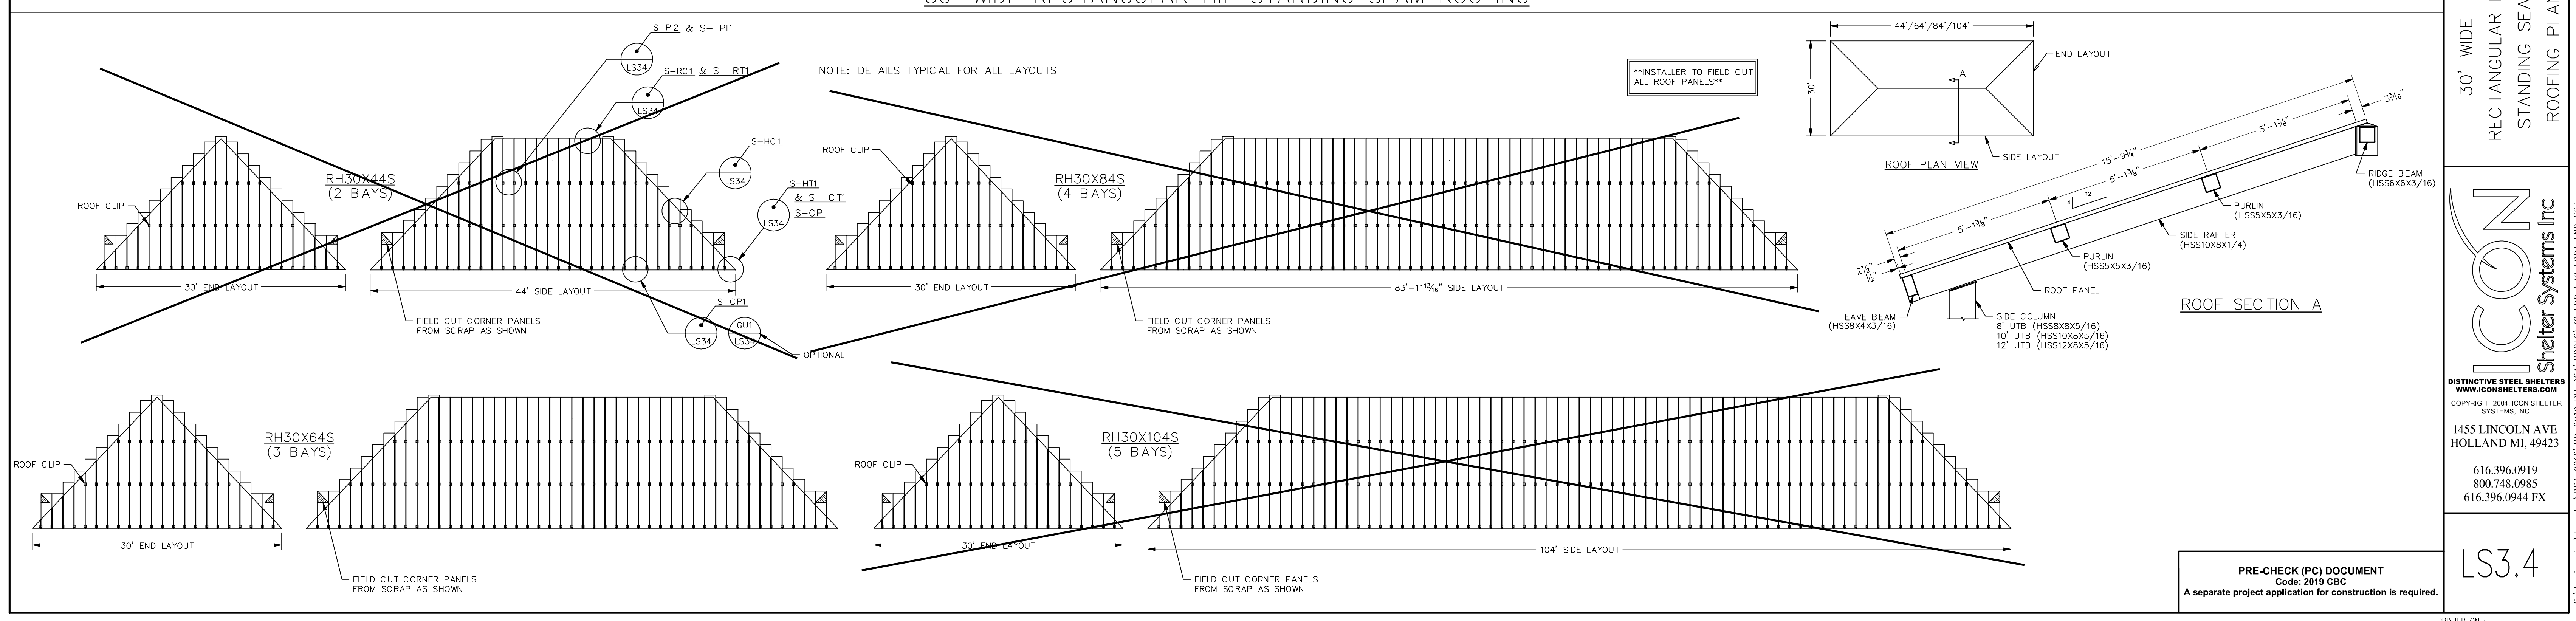 30' WIDE RECTANGULAR HIP STANDING SEAM ROOFING
S-PI2 & S- PI1
LS34
S-RC1 & S- RT1
LS34
NOTE: DETAILS TYPICAL FOR ALL LAYOUTS
S-HC1
LS34
S-HT1
& S- CT1
S-CPI
LS34
RH30X44S
(2 BAYS)
ROOF CLIP
30' END LAYOUT
44' SIDE LAYOUT
FIELD CUT CORNER PANELS
FROM SCRAP AS SHOWN
S-CP1
LS34
GU1
LS34
OPTIONAL
ROOF CLIP
RH30X84S
(4 BAYS)
30' END LAYOUT
83'-11 13/16" SIDE LAYOUT
FIELD CUT CORNER PANELS
FROM SCRAP AS SHOWN
**INSTALLER TO FIELD CUT
ALL ROOF PANELS**
44'/64'/84'/104'
30'
A
END LAYOUT
SIDE LAYOUT
ROOF PLAN VIEW
3 3/16"
5'-1 3/8"
15'-9 3/4"
5'-1 3/8"
5'-1 3/8"
12
4
2 1/2"
1/2"
RIDGE BEAM
(HSS6X6X3/16)
PURLIN
(HSS5X5X3/16)
SIDE RAFTER
(HSS10X8X1/4)
PURLIN
(HSS5X5X3/16)
ROOF PANEL
EAVE BEAM
(HSS8X4X3/16)
SIDE COLUMN
8' UTB (HSS8X8X5/16)
10' UTB (HSS10X8X5/16)
12' UTB (HSS12X8X5/16)
ROOF SECTION A
RH30X64S
(3 BAYS)
ROOF CLIP
30' END LAYOUT
FIELD CUT CORNER PANELS
FROM SCRAP AS SHOWN
RH30X104S
(5 BAYS)
ROOF CLIP
30' END LAYOUT
104' SIDE LAYOUT
FIELD CUT CORNER PANELS
FROM SCRAP AS SHOWN
PRE-CHECK (PC) DOCUMENT
Code: 2019 CBC
A separate project application for construction is required.
30' WIDE
RECTANGULAR
STANDING SEA
ROOFING PLAN
ICON
Shelter Systems Inc
DISTINCTIVE STEEL SHELTERS
WWW.ICONSHELTERS.COM
COPYRIGHT 2004, ICON SHELTER
SYSTEMS, INC.
1455 LINCOLN AVE
HOLLAND MI, 49423
616.396.0919
800.748.0985
616.396.0944 FX
LS3.4
PRINTED ON :